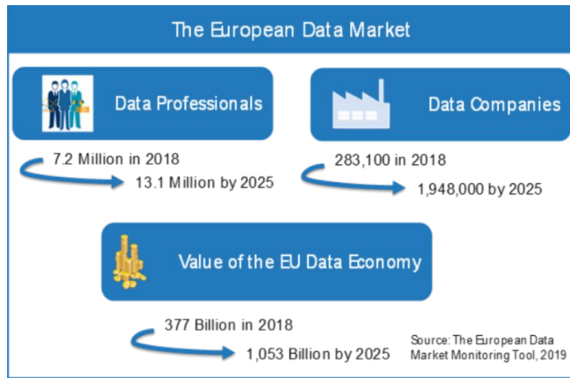 The European Data Market
Data Professionals
7.2 Million in 2018
13.1 Million by 2025
Data Companies
283,100 in 2018
1,948,000 by 2025
Value of the EU Data Economy
377 Billion in 2018
1,053 Billion by 2025
Source: The European Data
Market Monitoring Tool, 2019